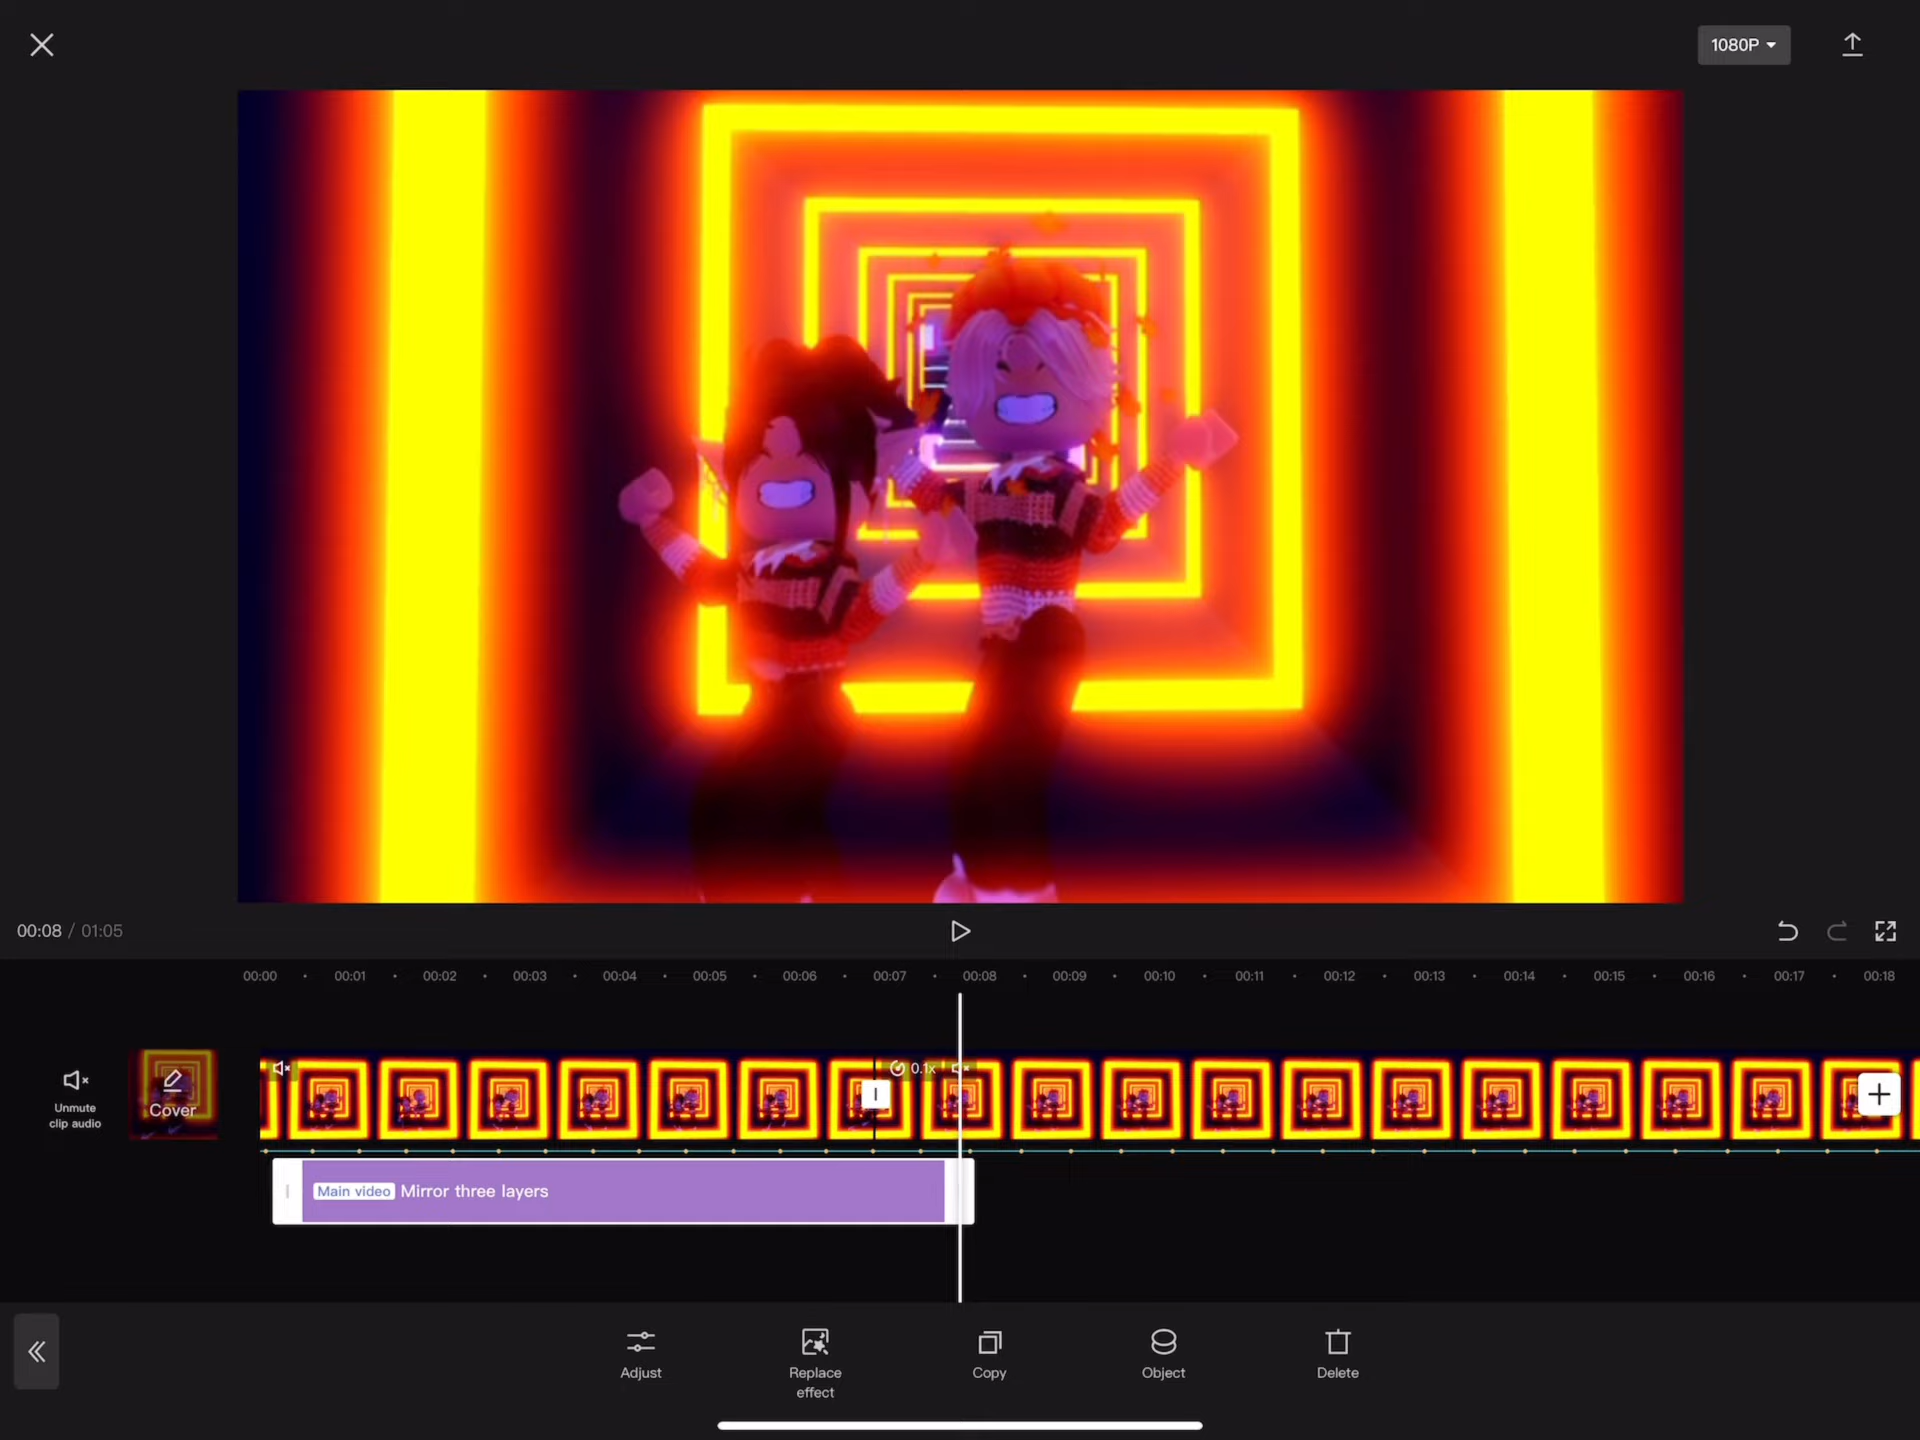 1080P
00:08 / 01:05
00:00 00:01 00:02 00:03 00:04 00:05 00:06 00:07 00:08 00:09 00:10 00:11 00:12 00:13 00:14 00:15 00:16 00:17 00:18
0.1x
Unmute
clip audio
Cover
Main video Mirror three layers
Adjust
Replace
effect
Copy
Object
Delete